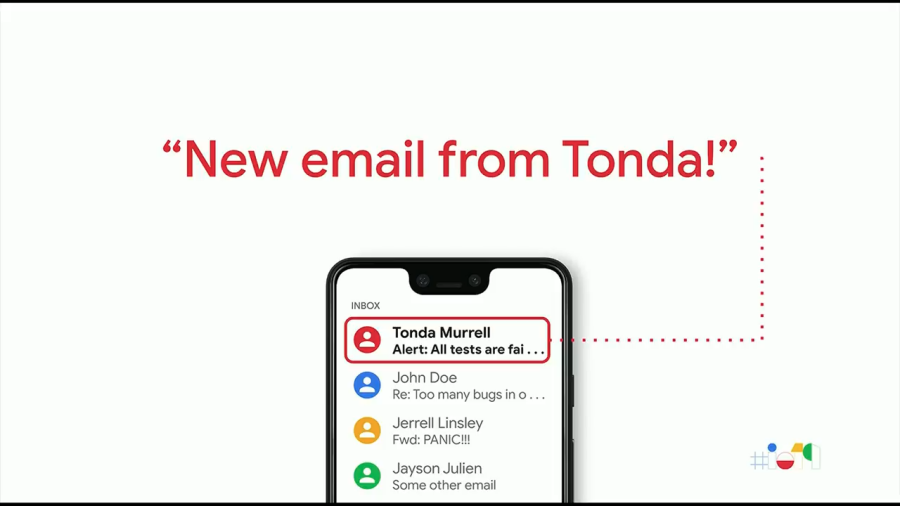 “New email from Tonda!”
INBOX
Tonda Murrell
Alert: All tests are fai . . .
John Doe
Re: Too many bugs in o . . .
Jerrell Linsley
Fwd: PANIC!!!
Jayson Julien
Some other email
#io19